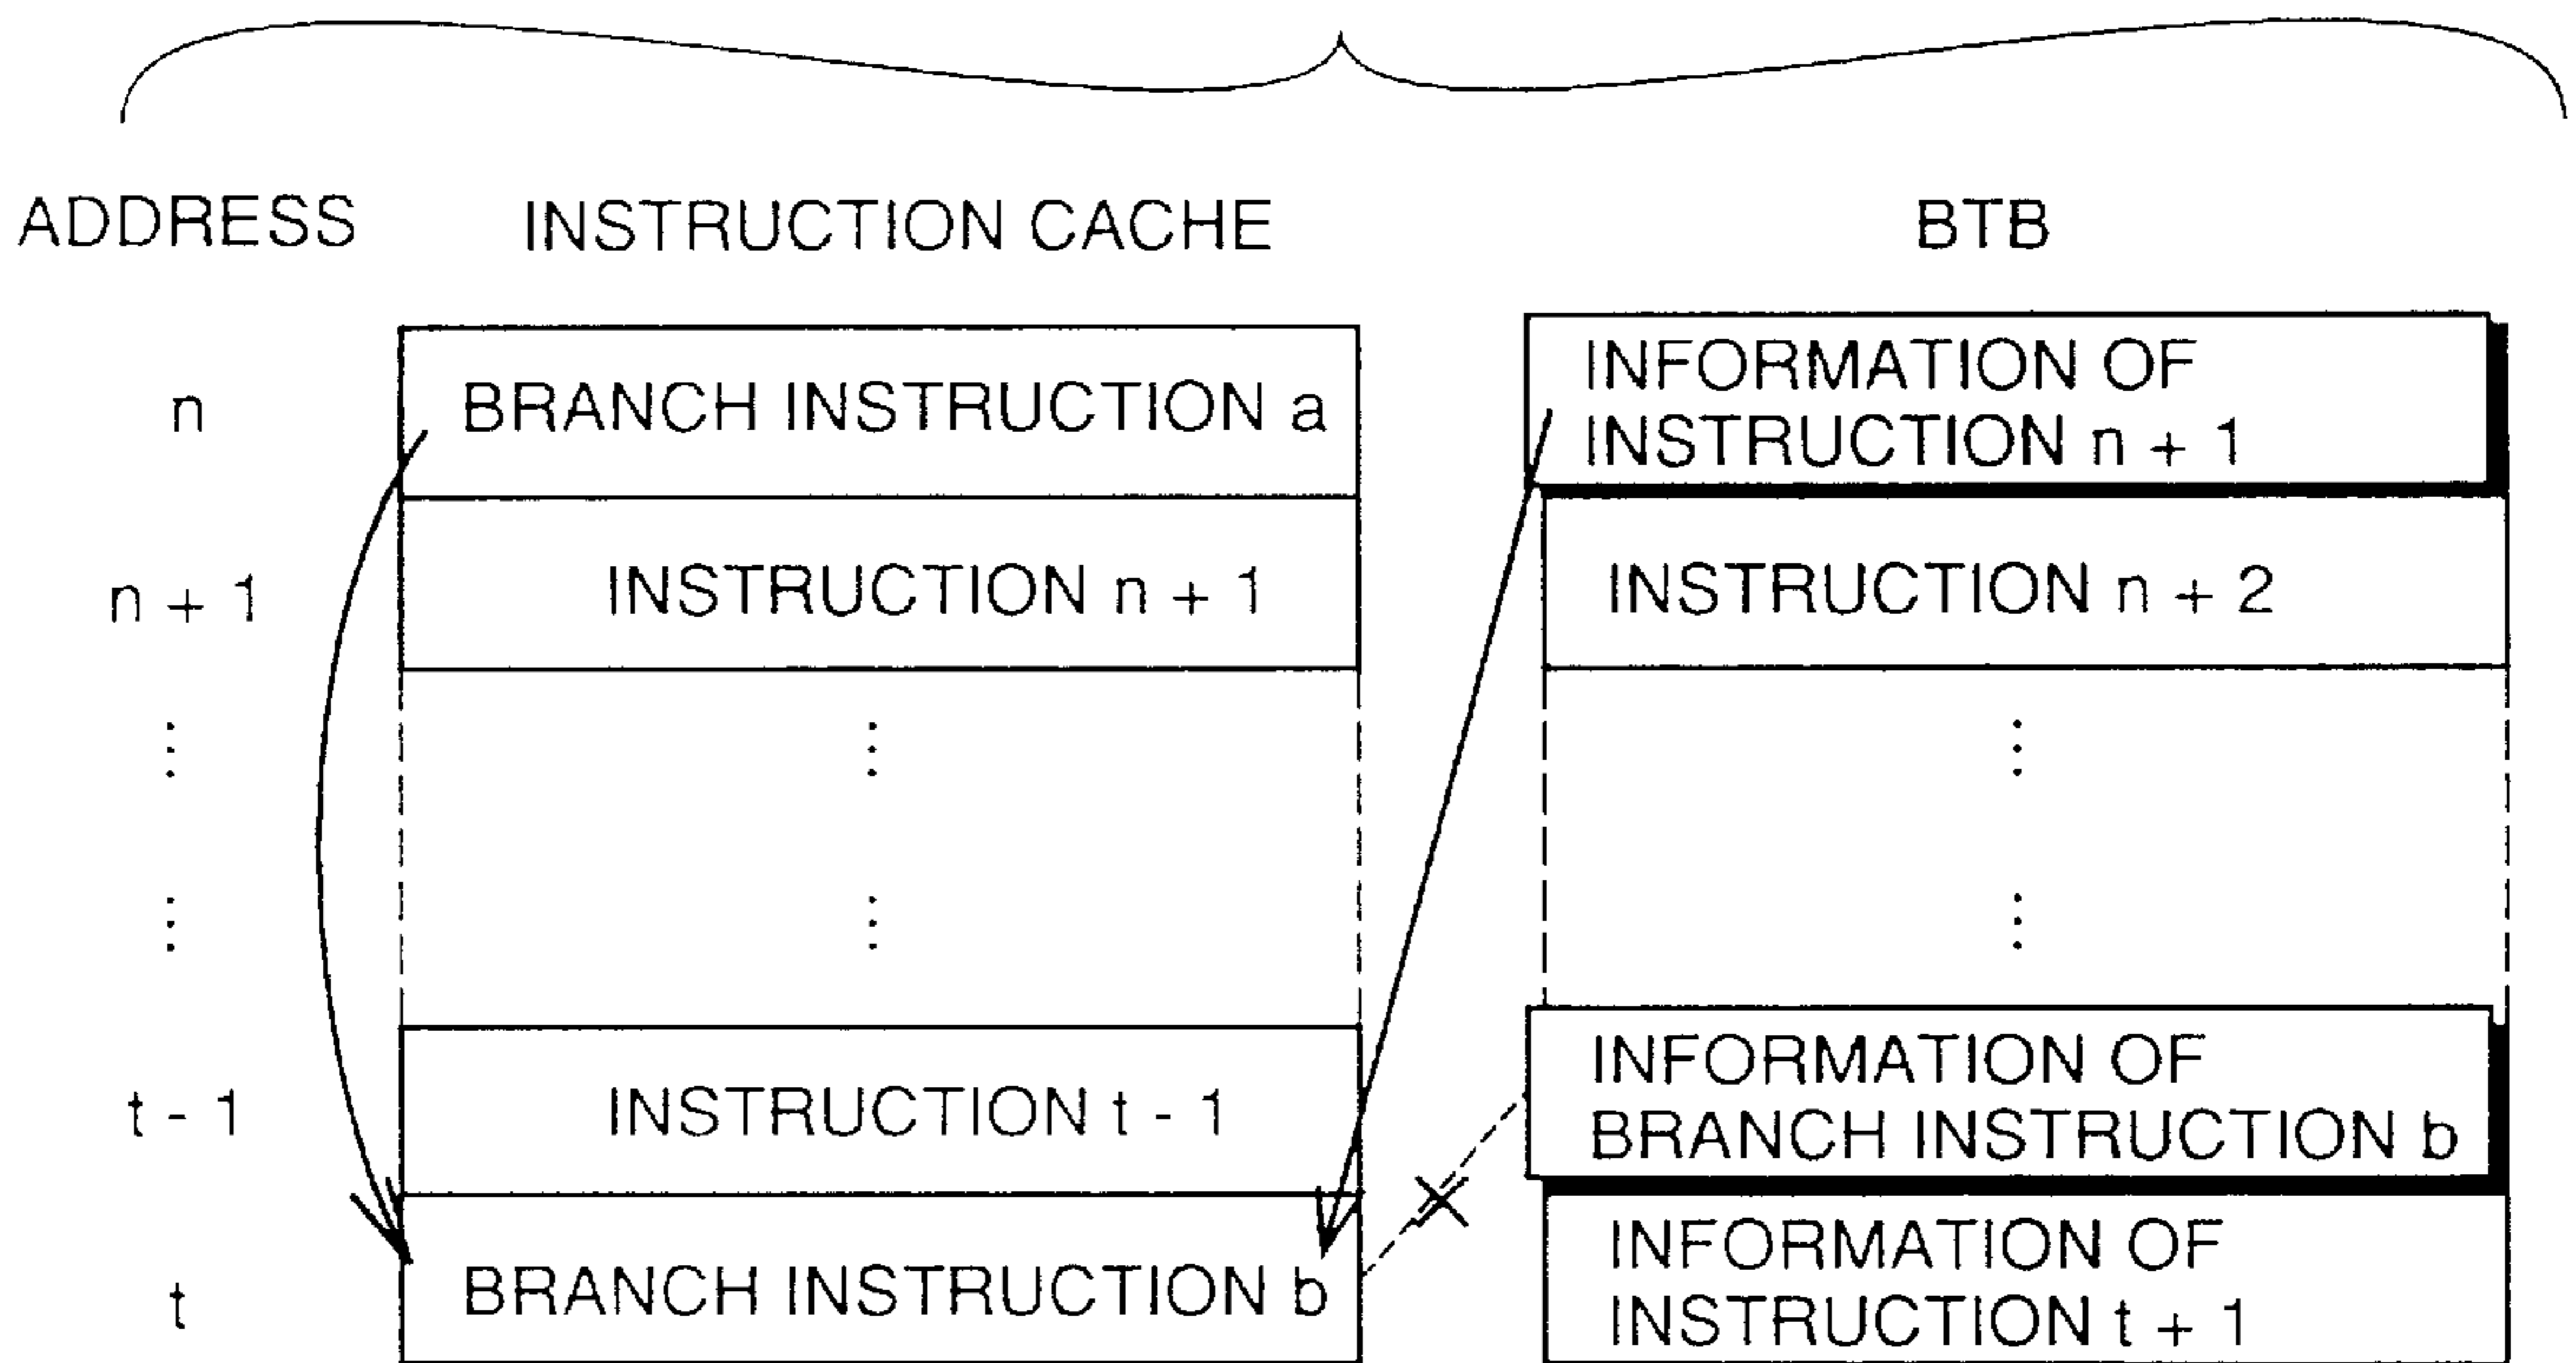 ADDRESS INSTRUCTION CACHE BTB
n BRANCH INSTRUCTION a INFORMATION OF
INSTRUCTION n + 1
n + 1 INSTRUCTION n + 1 INSTRUCTION n + 2
t - 1 INSTRUCTION t - 1 INFORMATION OF
BRANCH INSTRUCTION b
t BRANCH INSTRUCTION b INFORMATION OF
INSTRUCTION t + 1